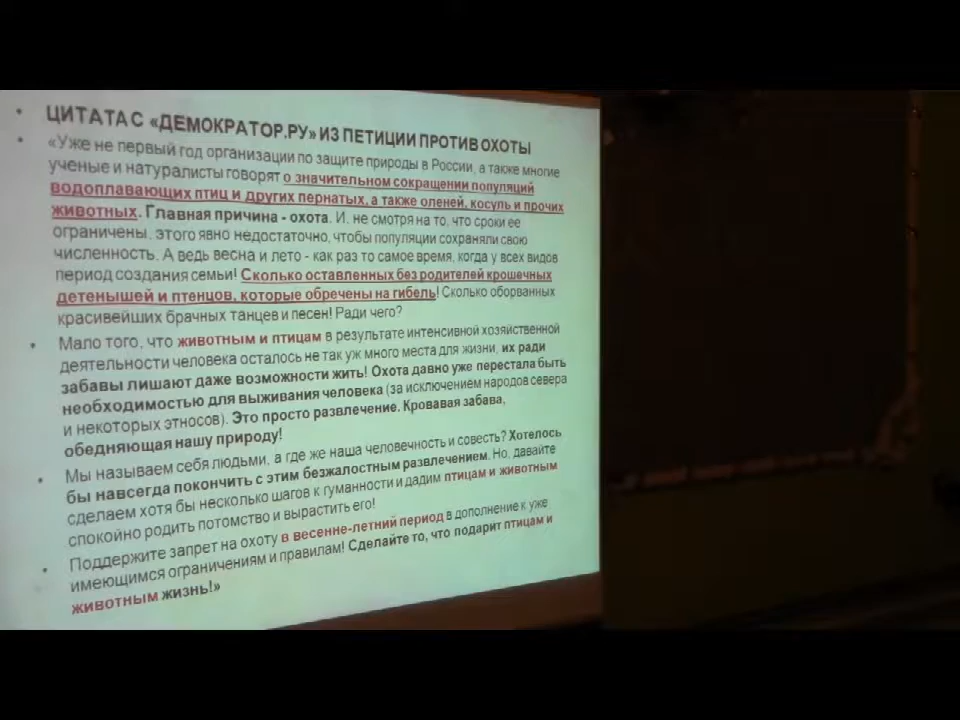 • ЦИТАТА С «ДЕМОКРАТОР.РУ» ИЗ ПЕТИЦИИ ПРОТИВ ОХОТЫ
• «Уже не первый год организации по защите природы в России, а также многие
ученые и натуралисты говорят о значительном сокращении популяций
водоплавающих птиц и других пернатых, а также оленей, косуль и прочих
животных. Главная причина - охота. И, не смотря на то, что сроки ее
ограничены, этого явно недостаточно, чтобы популяции сохраняли свою
численность. А ведь весна и лето - как раз то самое время, когда у всех видов
период создания семьи! Сколько оставленных без родителей крошечных
детенышей и птенцов, которые обречены на гибель! Сколько оборванных
красивейших брачных танцев и песен! Ради чего?
• Мало того, что животным и птицам в результате интенсивной хозяйственной
деятельности человека осталось не так уж много места для жизни, их ради
забавы лишают даже возможности жить! Охота давно уже перестала быть
необходимостью для выживания человека (за исключением народов севера
и некоторых этносов). Это просто развлечение. Кровавая забава,
обедняющая нашу природу!
• Мы называем себя людьми, а где же наша человечность и совесть? Хотелось
бы навсегда покончить с этим безжалостным развлечением. Но, давайте
сделаем хотя бы несколько шагов к гуманности и дадим птицам и животным
спокойно родить потомство и вырастить его!
• Поддержите запрет на охоту в весенне-летний период в дополнение к уже
имеющимся ограничениям и правилам! Сделайте то, что подарит птицам и
животным жизнь!»